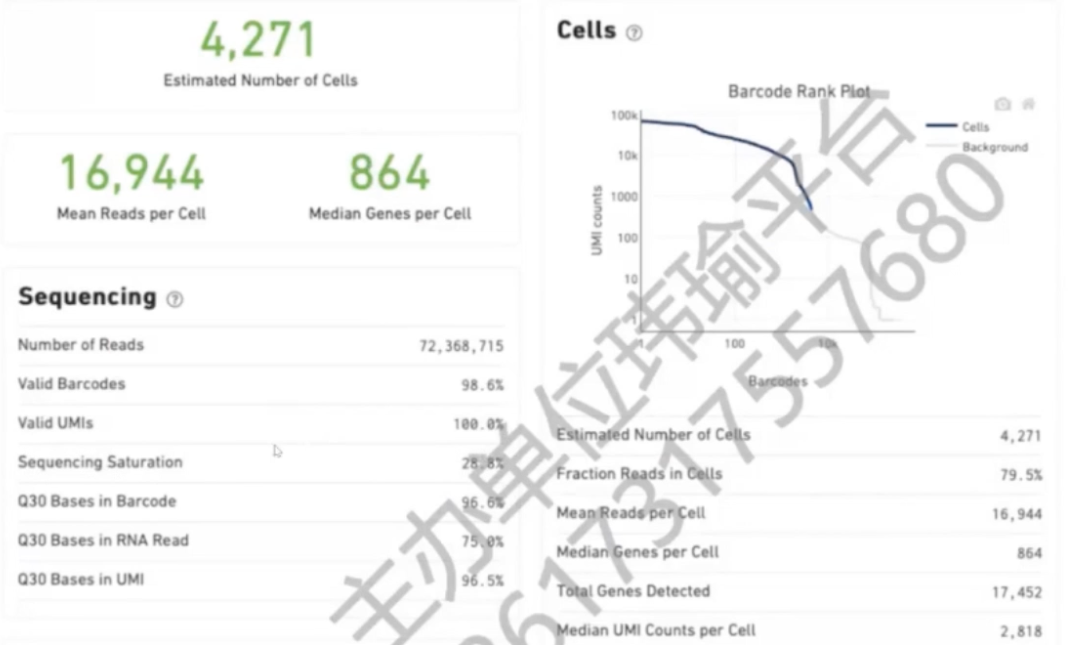 4,271
Estimated Number of Cells
16,944
Mean Reads per Cell
864
Median Genes per Cell
Sequencing ?
Number of Reads 72,368,715
Valid Barcodes 98.6%
Valid UMIs 100.0%
Sequencing Saturation 28.8%
Q30 Bases in Barcode 96.6%
Q30 Bases in RNA Read 75.0%
Q30 Bases in UMI 96.5%
Cells ?
Barcode Rank Plot
Cells
Background
UMI counts
100k
10k
1000
100
10
1
1
100
10k
Barcodes
Estimated Number of Cells 4,271
Fraction Reads in Cells 79.5%
Mean Reads per Cell 16,944
Median Genes per Cell 864
Total Genes Detected 17,452
Median UMI Counts per Cell 2,818
主办单位玮瑜平台
8617317557680